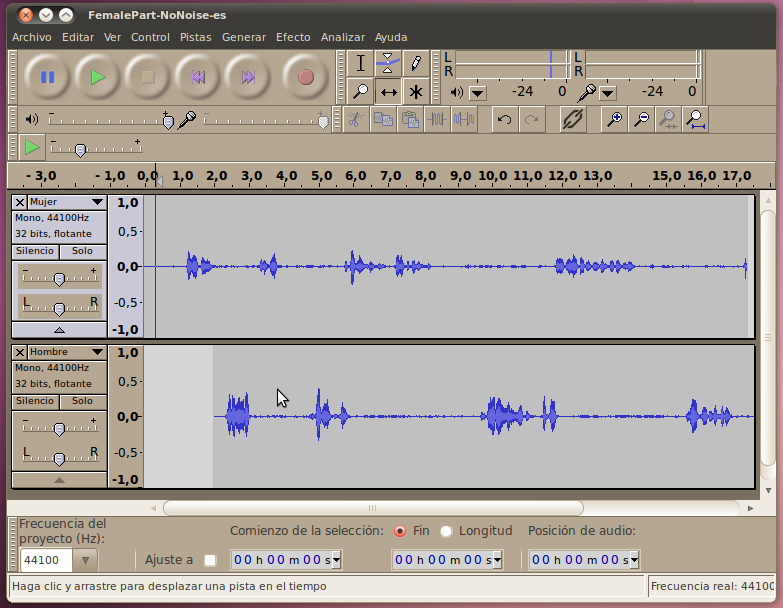 FemalePart-NoNoise-es
Archivo Editar Ver Control Pistas Generar Efecto Analizar Ayuda
L L
R R
-24 0 -24 0
- 3,0 - 1,0 0,0 1,0 2,0 3,0 4,0 5,0 6,0 7,0 8,0 9,0 10,0 11,0 12,0 13,0 15,0 16,0 17,0
Mujer 1,0
Mono, 44100Hz
32 bits, flotante 0,5
Silencio Solo
- + 0,0
L R -0,5
-1,0
Hombre 1,0
Mono, 44100Hz
32 bits, flotante 0,5
Silencio Solo
- + 0,0
L R -0,5
-1,0
Frecuencia del proyecto (Hz): Comienzo de la selección: Fin Longitud Posición de audio:
44100 Ajuste a 00 h 00 m 00 s 00 h 00 m 00 s 00 h 00 m 00 s
Haga clic y arrastre para desplazar una pista en el tiempo Frecuencia real: 44100